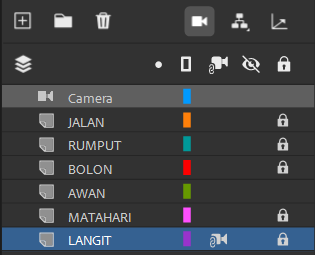 Camera
JALAN
RUMPUT
BOLON
AWAN
MATAHARI
LANGIT